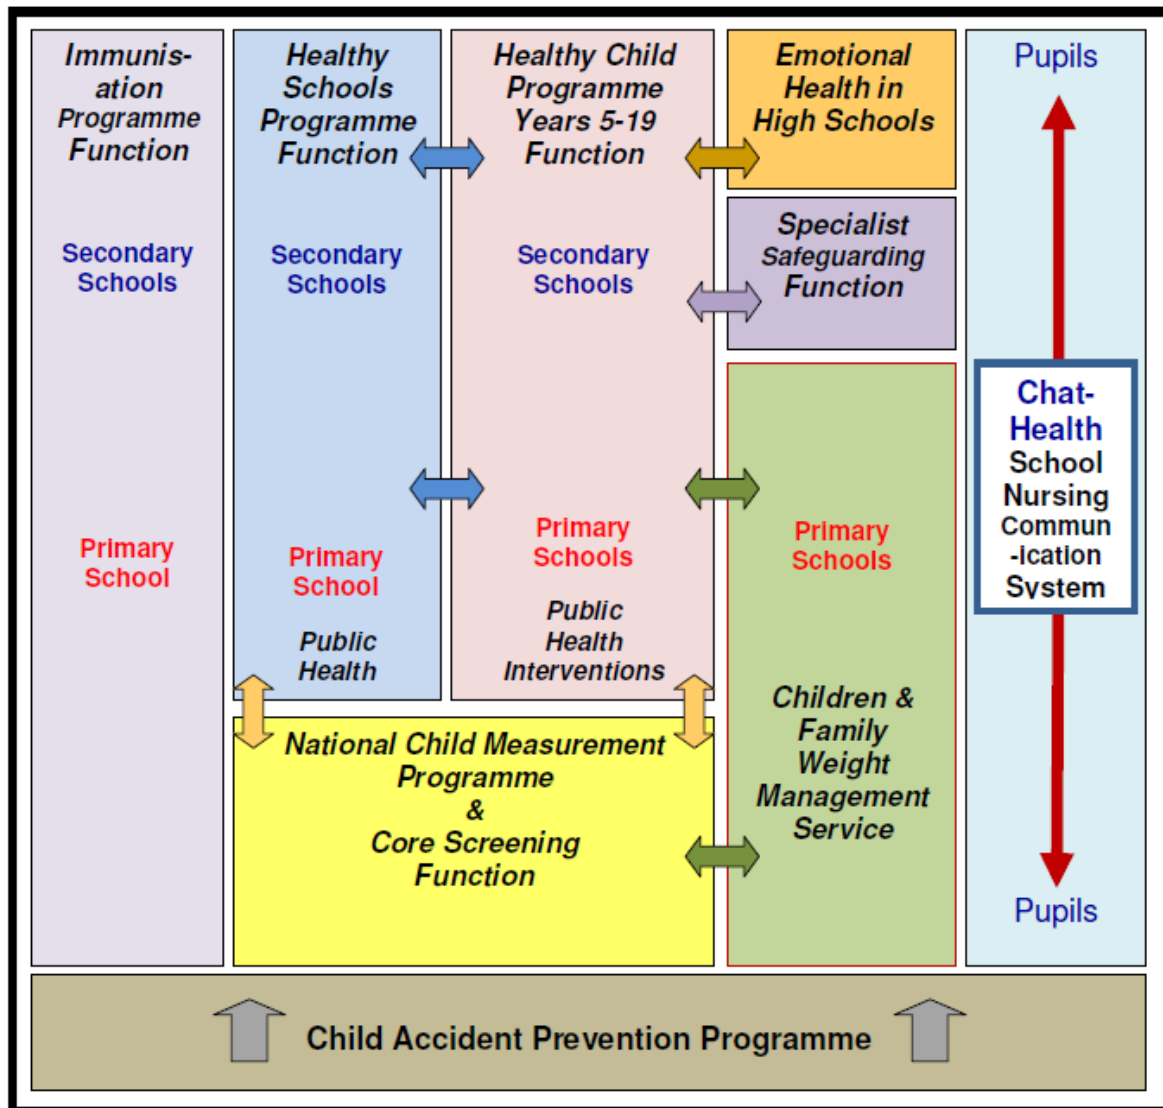 Immunis-
ation
Programme
Function
Secondary
Schools
Primary
School
Healthy
Schools
Programme
Function
Secondary
Schools
Primary
School
Public
Health
Healthy Child
Programme
Years 5-19
Function
Secondary
Schools
Primary
Schools
Public
Health
Interventions
Emotional
Health in
High Schools
Specialist
Safeguarding
Function
Primary
Schools
Children &
Family
Weight
Management
Service
National Child Measurement
Programme
&
Core Screening
Function
Pupils
Chat-
Health
School
Nursing
Commun
-ication
System
Pupils
Child Accident Prevention Programme